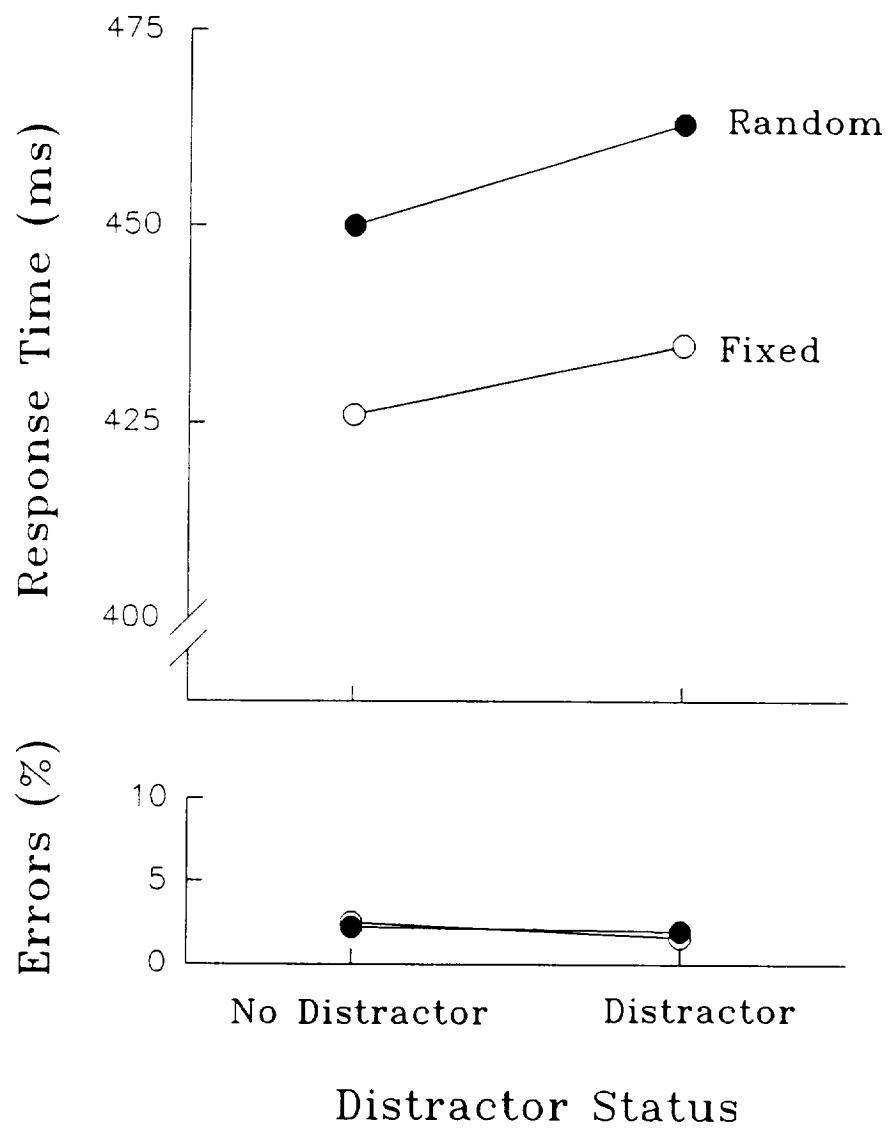 475
Random
450
Fixed
425
400
Response Time (ms)
10
5
0
Errors (%)
No Distractor
Distractor
Distractor Status